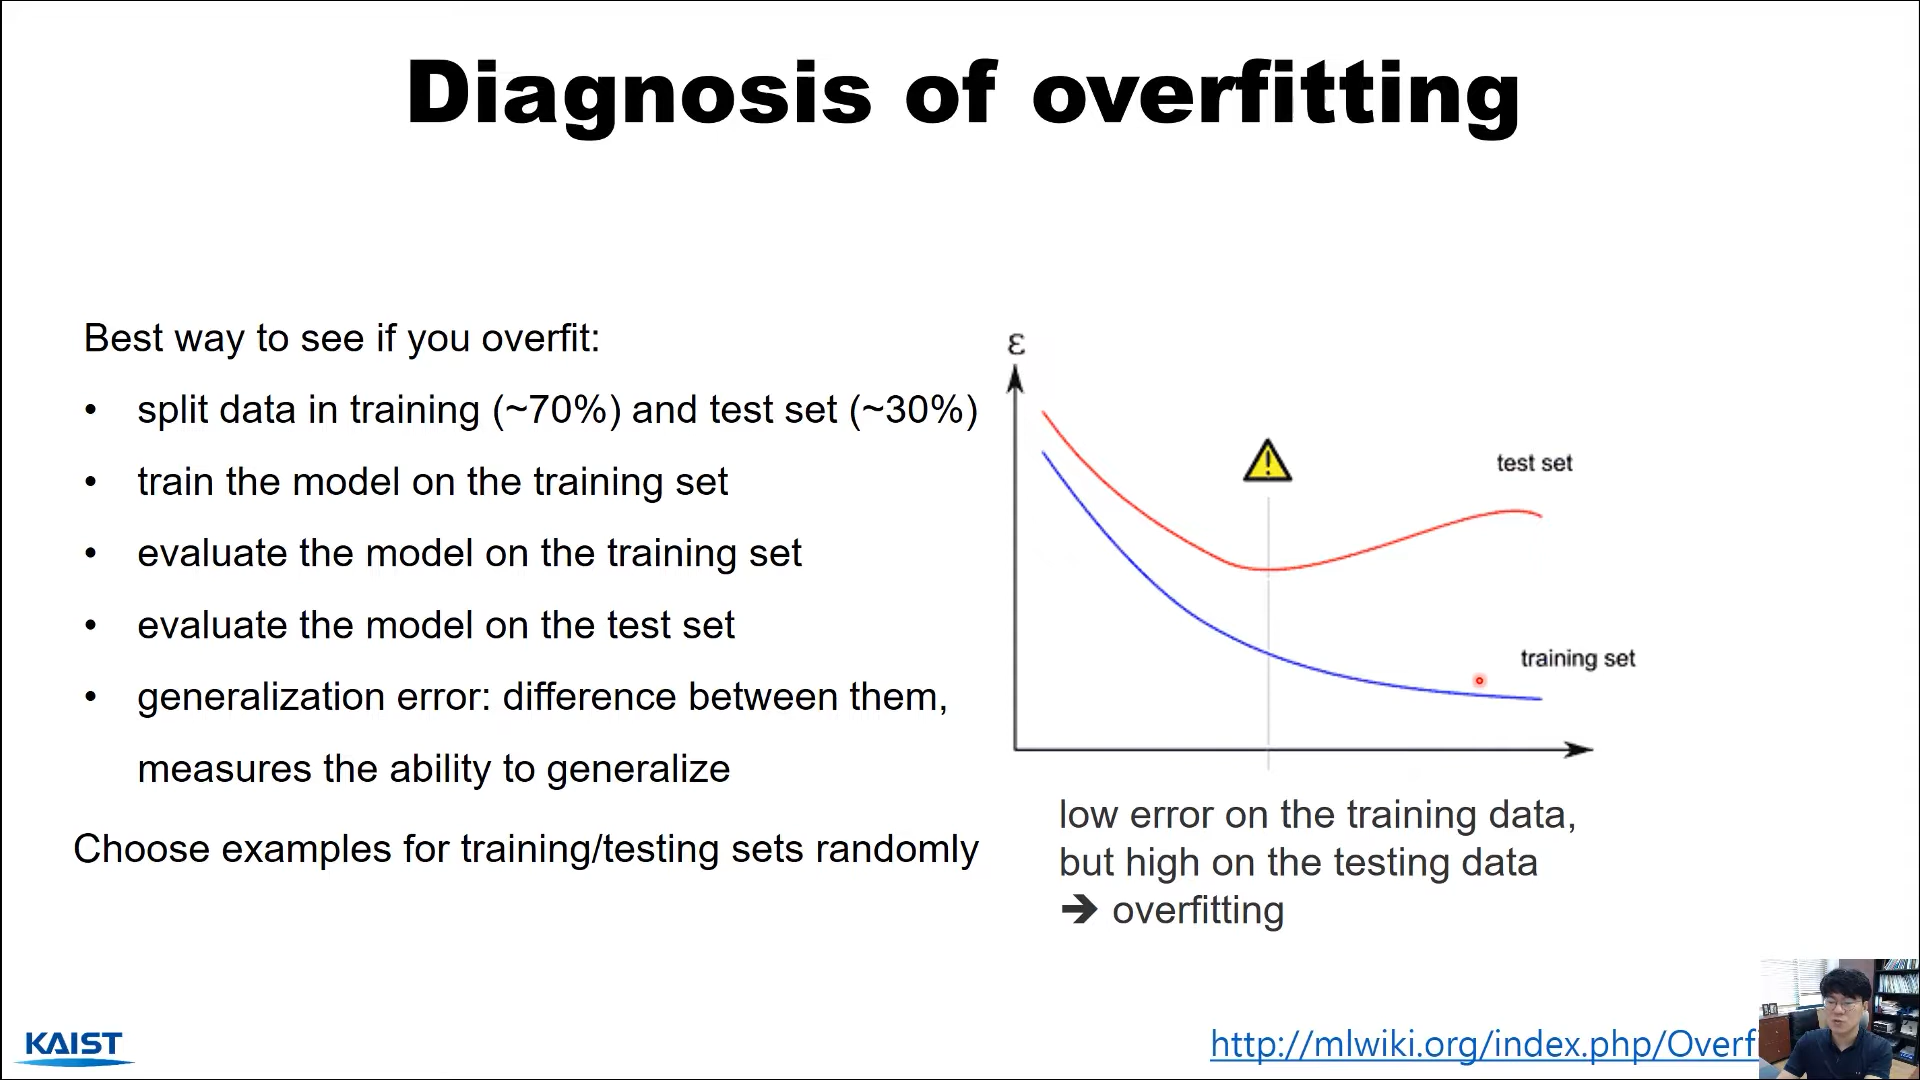 Diagnosis of overfitting
Best way to see if you overfit:
• split data in training (~70%) and test set (~30%)
• train the model on the training set
• evaluate the model on the training set
• evaluate the model on the test set
• generalization error: difference between them,
measures the ability to generalize
Choose examples for training/testing sets randomly
ε
test set
training set
low error on the training data,
but high on the testing data
➔ overfitting
KAIST
http://mlwiki.org/index.php/Overf